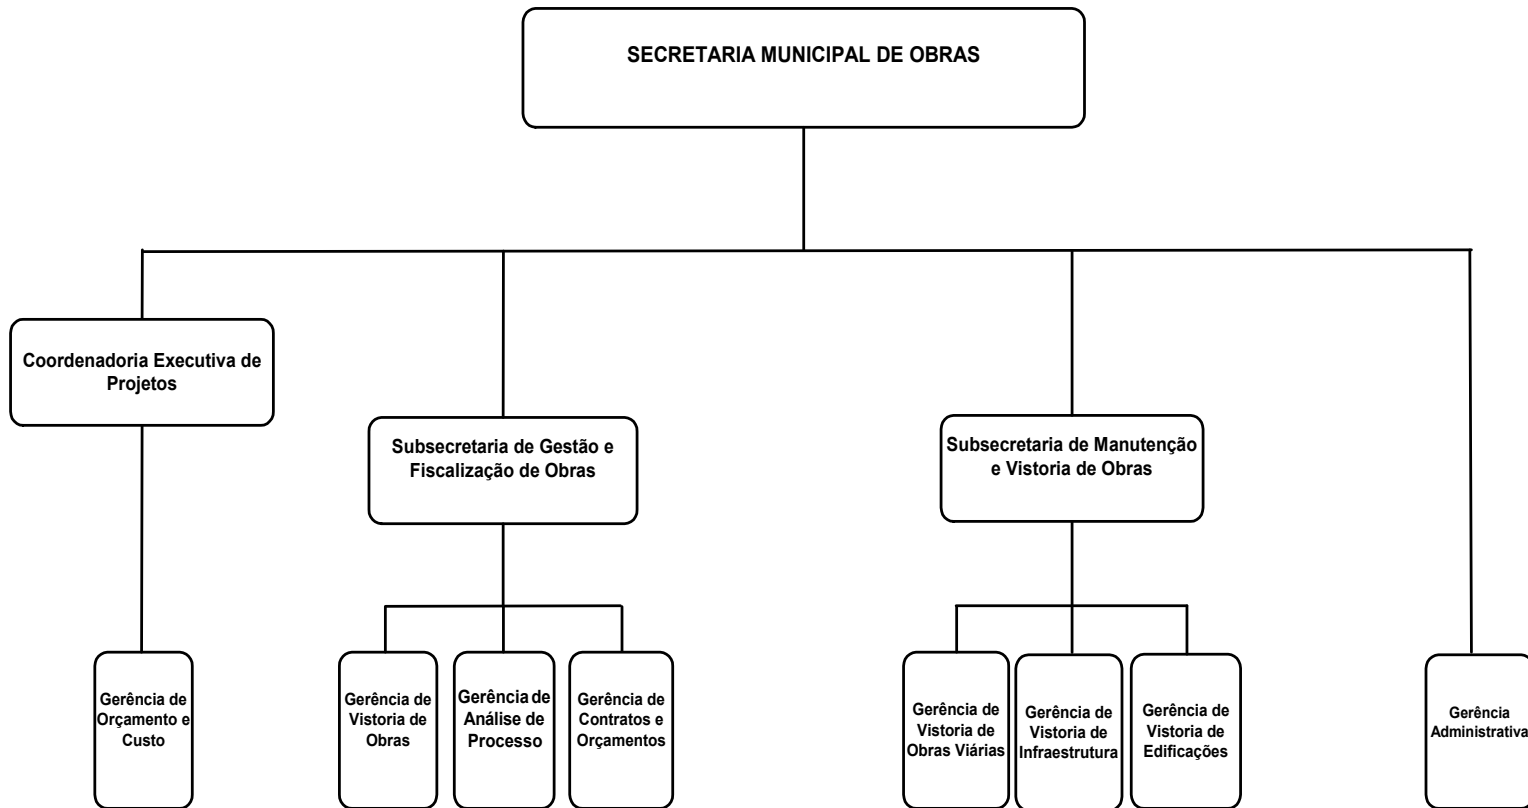 SECRETARIA MUNICIPAL DE OBRAS
Coordenadoria Executiva de
Projetos
Subsecretaria de Gestão e
Fiscalização de Obras
Subsecretaria de Manutenção
e Vistoria de Obras
Gerência de
Orçamento e
Custo
Gerência de
Vistoria de
Obras
Gerência de
Análise de
Processo
Gerência de
Contratos e
Orçamentos
Gerência de
Vistoria de
Obras Viárias
Gerência de
Vistoria de
Infraestrutura
Gerência de
Vistoria de
Edificações
Gerência
Administrativa